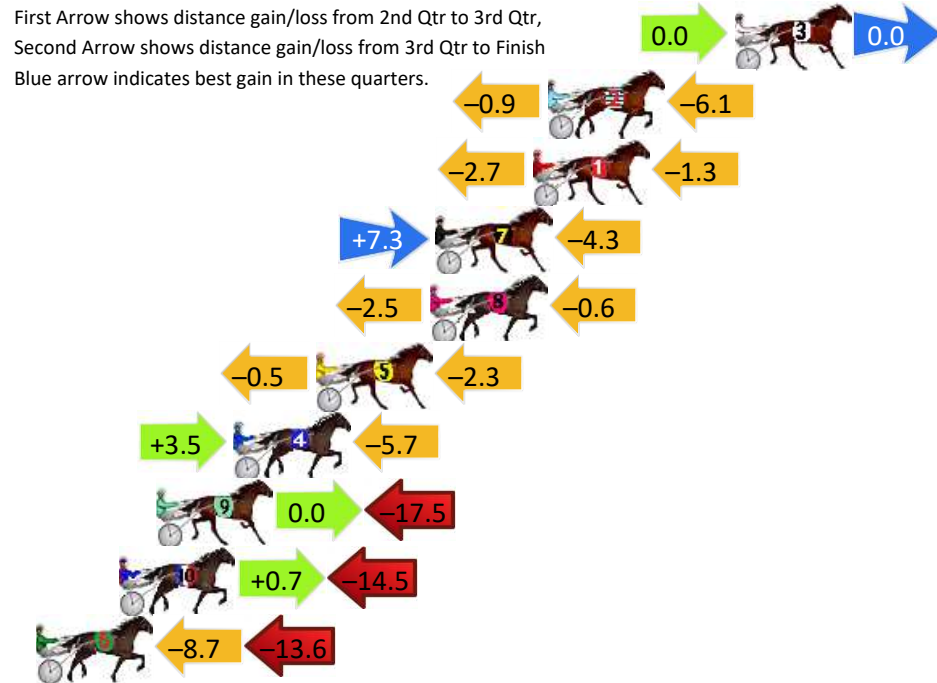 First Arrow shows distance gain/loss from 2nd Qtr to 3rd Qtr,
Second Arrow shows distance gain/loss from 3rd Qtr to Finish
Blue arrow indicates best gain in these quarters.
0.0 3 0.0
–0.9 2 –6.1
–2.7 1 –1.3
+7.3 7 –4.3
–2.5 8 –0.6
–0.5 5 –2.3
+3.5 4 –5.7
9 0.0 –17.5
10 +0.7 –14.5
6 –8.7 –13.6